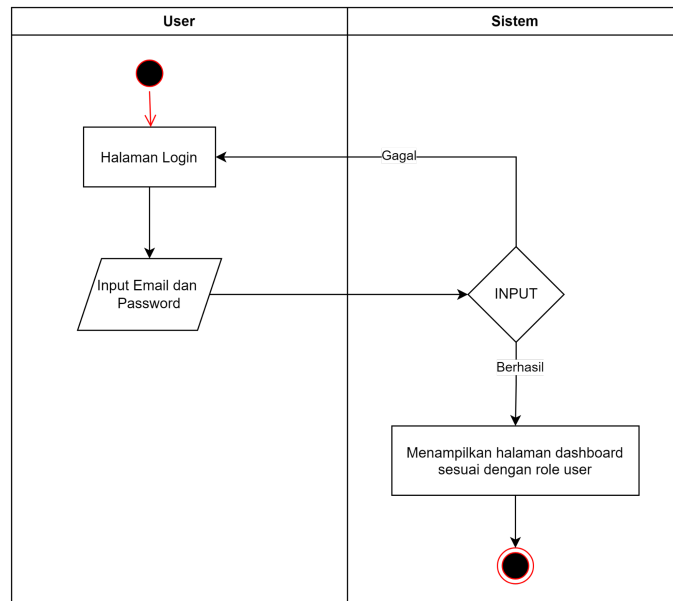 User
Sistem
Halaman Login
Gagal
Input Email dan
Password
INPUT
Berhasil
Menampilkan halaman dashboard
sesuai dengan role user